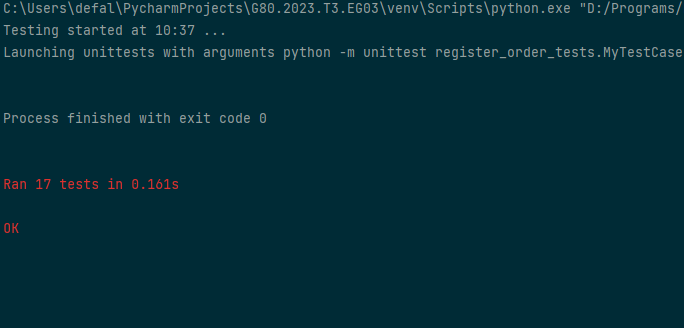 C:\Users\defal\PycharmProjects\G80.2023.T3.EG03\venv\Scripts\python.exe "D:/Programs/
Testing started at 10:37 ...
Launching unittests with arguments python -m unittest register_order_tests.MyTestCase
Process finished with exit code 0
Ran 17 tests in 0.161s
OK